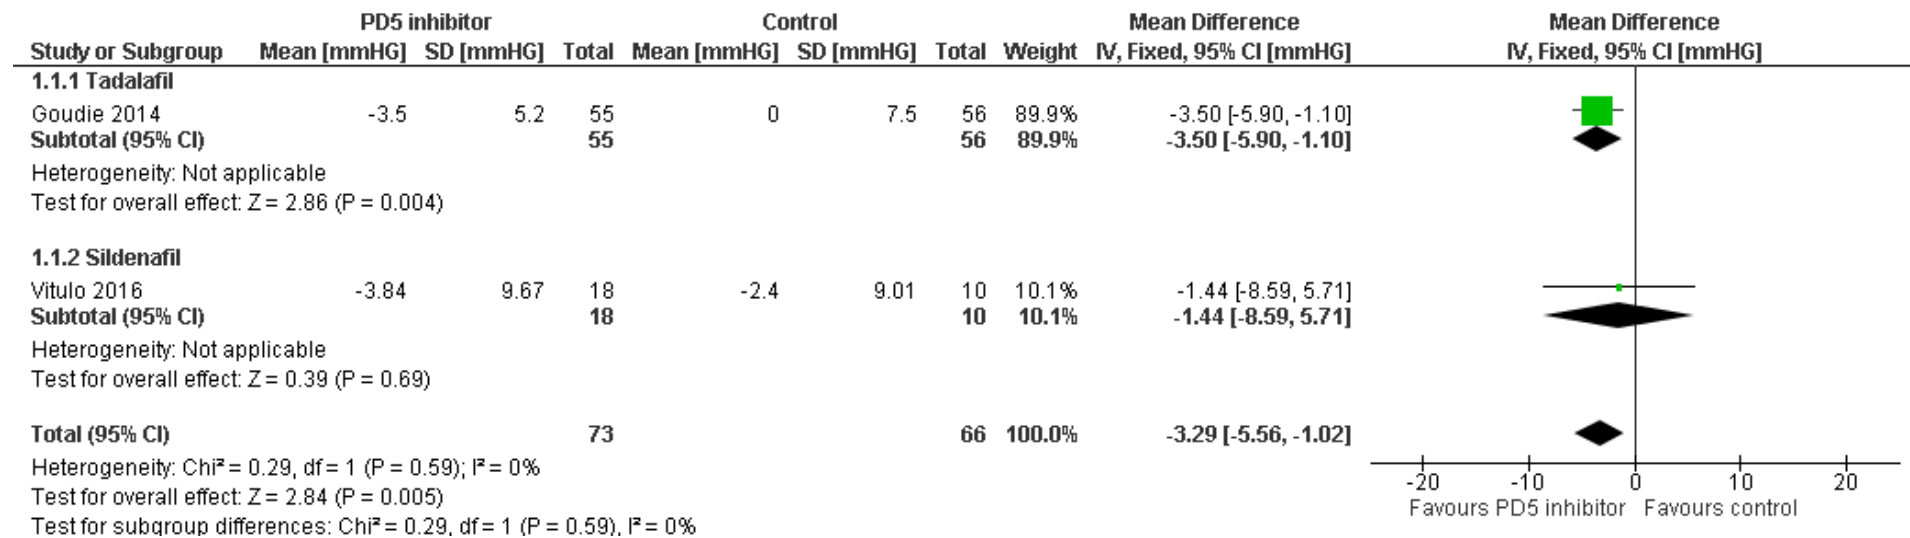 PD5 inhibitor Control Mean Difference Mean Difference
Study or Subgroup Mean [mmHG] SD [mmHG] Total Mean [mmHG] SD [mmHG] Total Weight IV, Fixed, 95% CI [mmHG] IV, Fixed, 95% CI [mmHG]
1.1.1 Tadalafil
Goudie 2014 -3.5 5.2 55 0 7.5 56 89.9% -3.50 [-5.90, -1.10]
Subtotal (95% CI) 55 56 89.9% -3.50 [-5.90, -1.10]
Heterogeneity: Not applicable
Test for overall effect: Z = 2.86 (P = 0.004)
1.1.2 Sildenafil
Vitulo 2016 -3.84 9.67 18 -2.4 9.01 10 10.1% -1.44 [-8.59, 5.71]
Subtotal (95% CI) 18 10 10.1% -1.44 [-8.59, 5.71]
Heterogeneity: Not applicable
Test for overall effect: Z = 0.39 (P = 0.69)
Total (95% CI) 73 66 100.0% -3.29 [-5.56, -1.02]
Heterogeneity: Chi² = 0.29, df = 1 (P = 0.59); I² = 0%
Test for overall effect: Z = 2.84 (P = 0.005)
Test for subgroup differences: Chi² = 0.29, df = 1 (P = 0.59), I² = 0%
-20 -10 0 10 20
Favours PD5 inhibitor Favours control